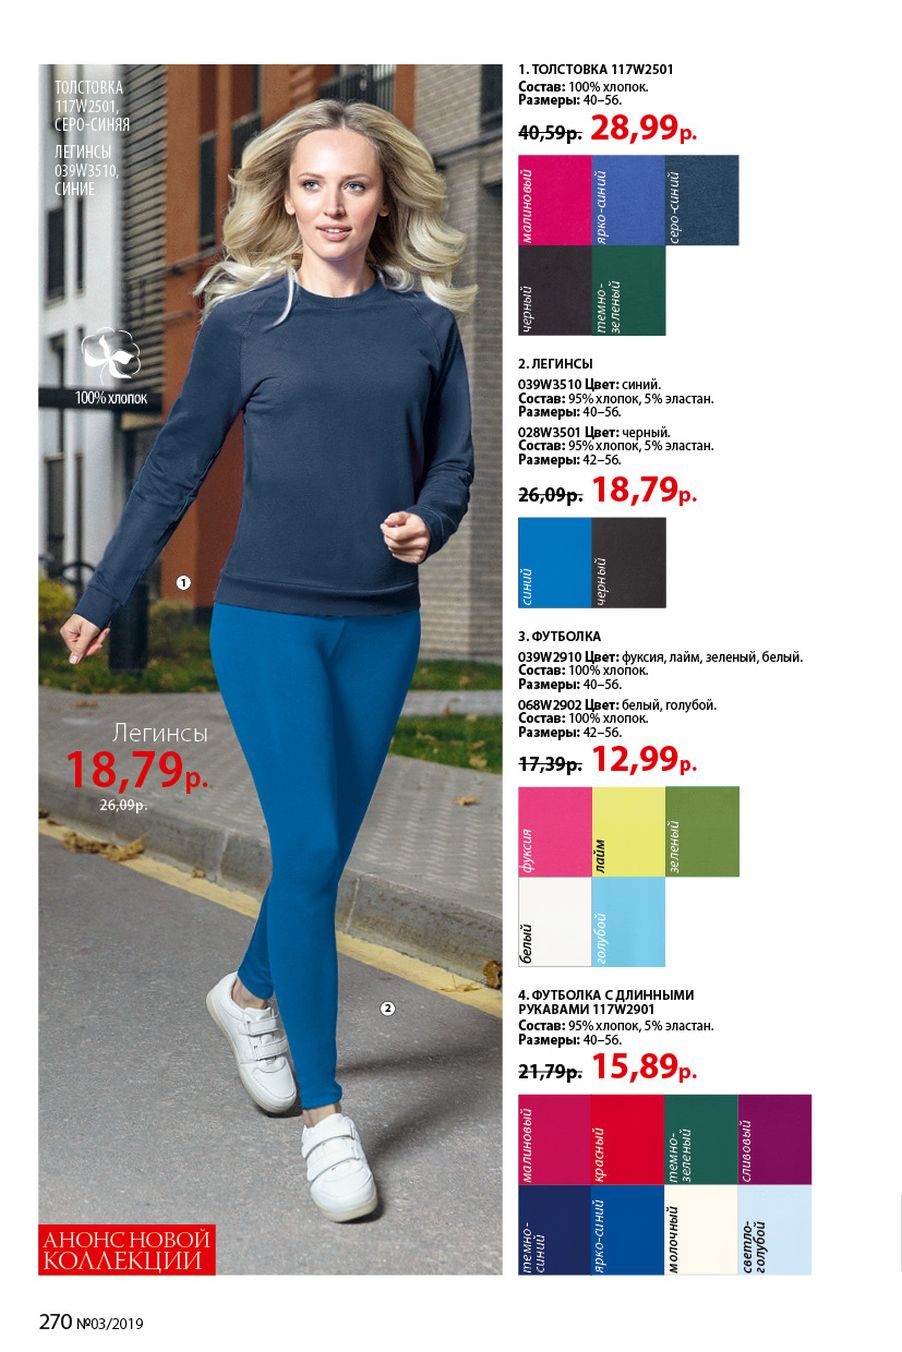 ТОЛСТОВКА
117W2501,
СЕРО-СИНЯЯ
ЛЕГИНСЫ
039W3510,
СИНИЕ
100% хлопок
1
Легинсы
18,79р.
26,09р.
2
АНОНС НОВОЙ
КОЛЛЕКЦИИ
1. ТОЛСТОВКА 117W2501
Состав: 100% хлопок.
Размеры: 40–56.
40,59р. 28,99р.
малиновый
ярко-синий
серо-синий
черный
темно-
зеленый
2. ЛЕГИНСЫ
039W3510 Цвет: синий.
Состав: 95% хлопок, 5% эластан.
Размеры: 40–56.
028W3501 Цвет: черный.
Состав: 95% хлопок, 5% эластан.
Размеры: 42–56.
26,09р. 18,79р.
синий
черный
3. ФУТБОЛКА
039W2910 Цвет: фуксия, лайм, зеленый, белый.
Состав: 100% хлопок.
Размеры: 40–56.
068W2902 Цвет: белый, голубой.
Состав: 100% хлопок.
Размеры: 42–56.
17,39р. 12,99р.
фуксия
лайм
зеленый
белый
голубой
4. ФУТБОЛКА С ДЛИННЫМИ
РУКАВАМИ 117W2901
Состав: 95% хлопок, 5% эластан.
Размеры: 40–56.
21,79р. 15,89р.
малиновый
красный
темно-
зеленый
сливовый
темно-
синий
ярко-синий
молочный
светло-
голубой
270 №03/2019